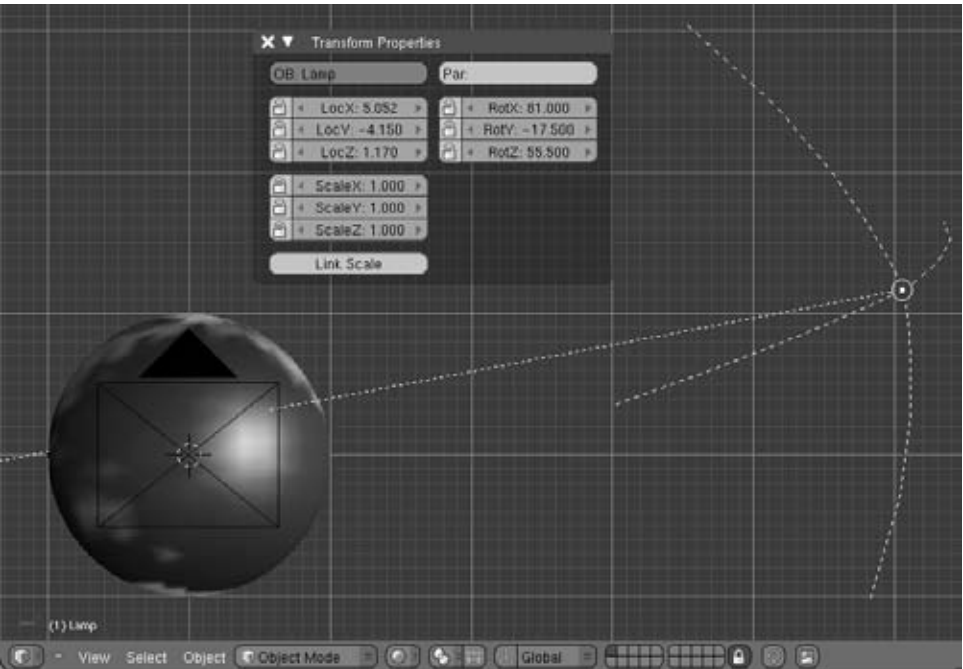 Transform Properties
OB: Lamp
Par:
LocX: 5.052
LocY: -4.150
LocZ: 1.170
RotX: 61.000
RotY: -17.500
RotZ: 55.500
ScaleX: 1.000
ScaleY: 1.000
ScaleZ: 1.000
Link Scale
(1) Lamp
View Select Object Object Mode Global